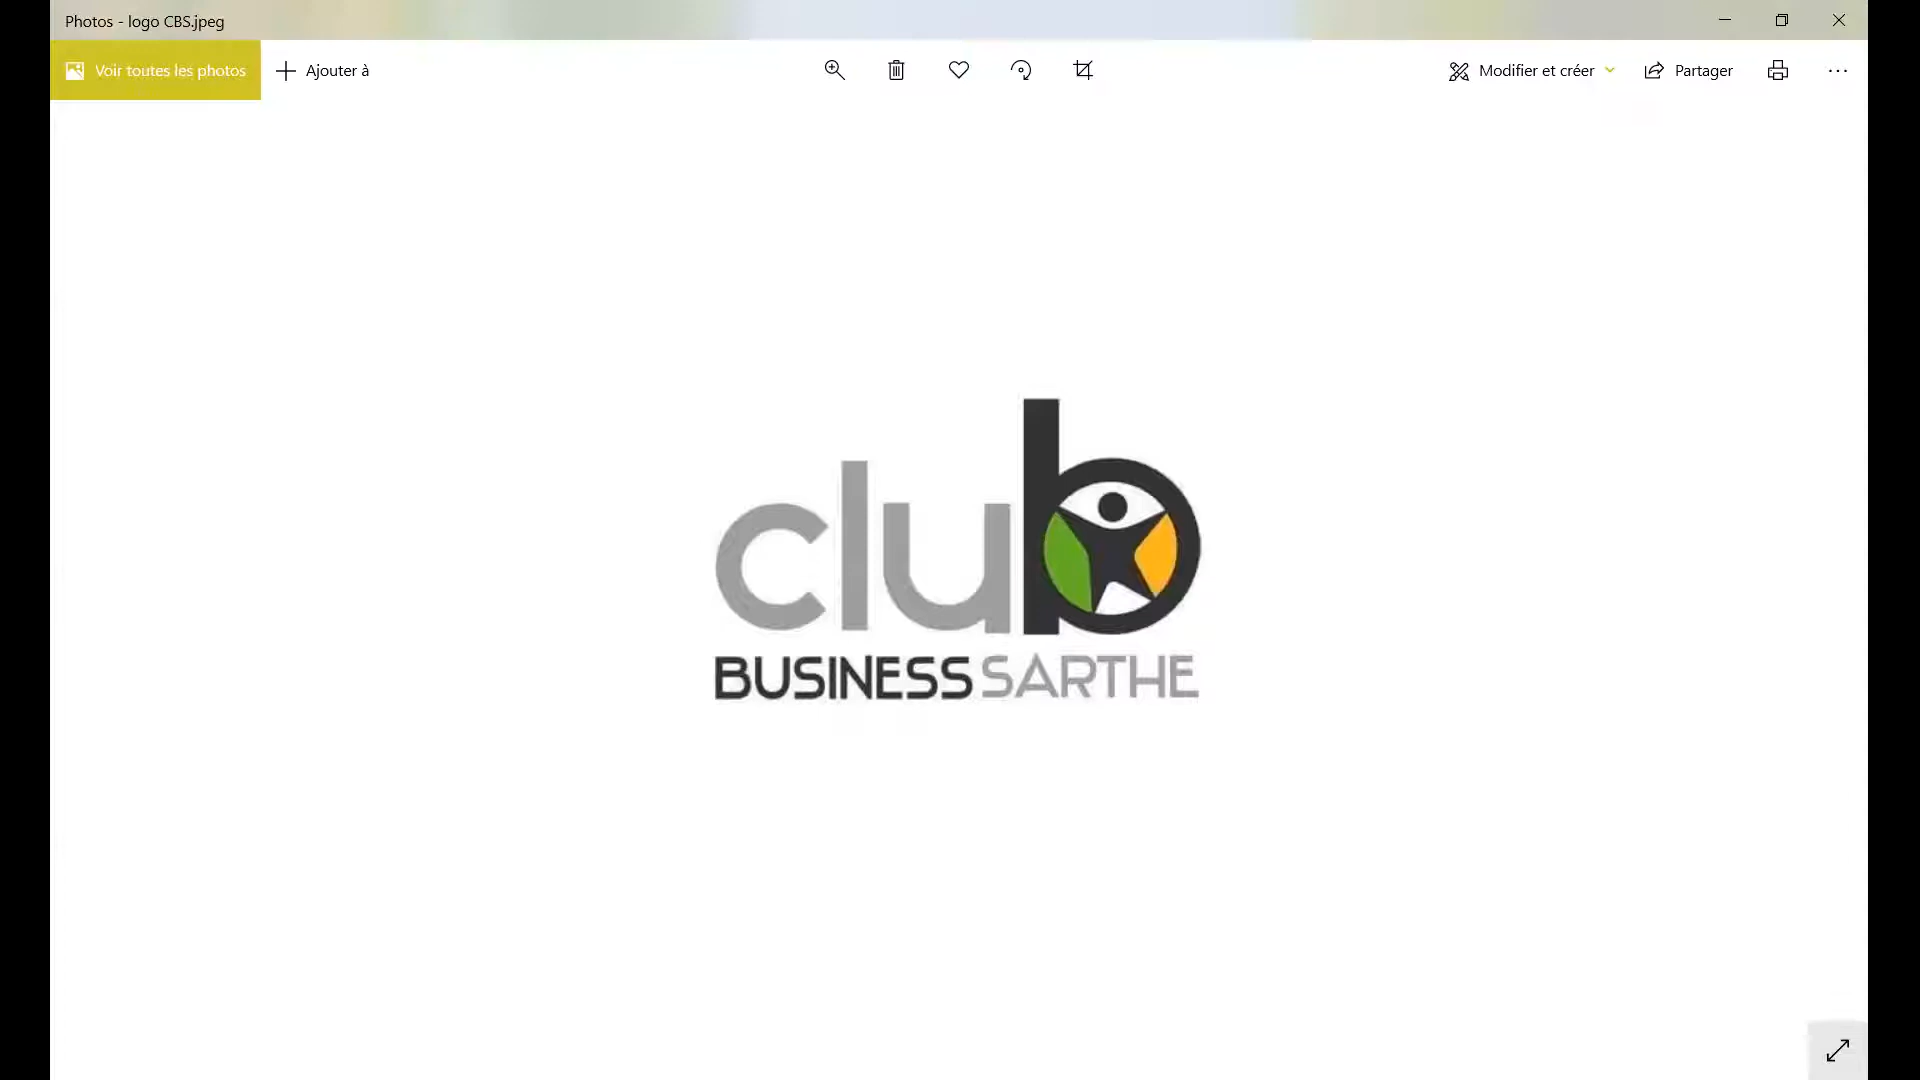 Photos - logo CBS.jpeg
Voir toutes les photos
Ajouter à
Modifier et créer
Partager
club
BUSINESS SARTHE